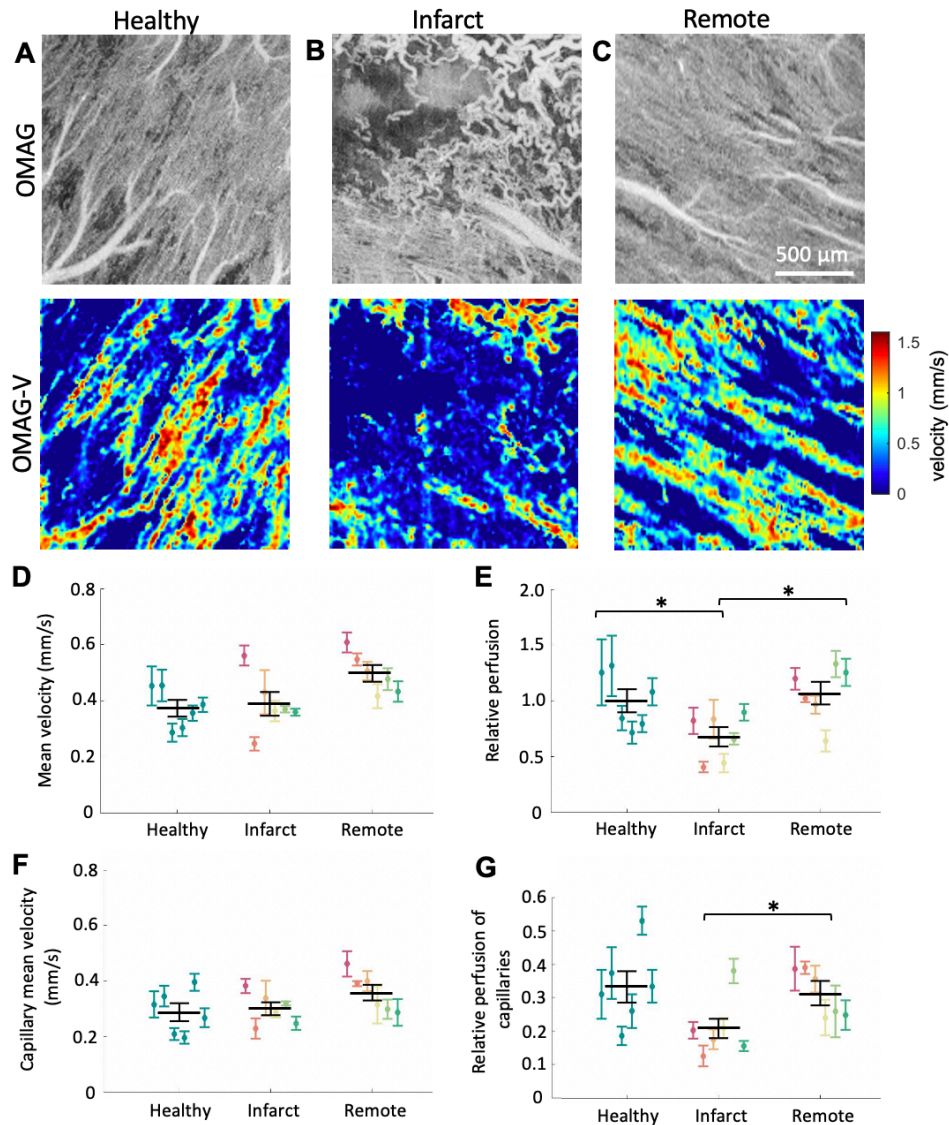 Healthy Infarct Remote
A B C
OMAG
500 µm
OMAG-V
1.5
1
0.5
0
velocity (mm/s)
D
Mean velocity (mm/s)
0.8
0.6
0.4
0.2
0
Healthy Infarct Remote
E
Relative perfusion
2.0
1.5
1.0
0.5
0
* *
Healthy Infarct Remote
F
Capillary mean velocity
(mm/s)
0.8
0.6
0.4
0.2
0
Healthy Infarct Remote
G
Relative perfusion of
capillaries
0.6
0.5
0.4
0.3
0.2
0.1
0
*
Healthy Infarct Remote